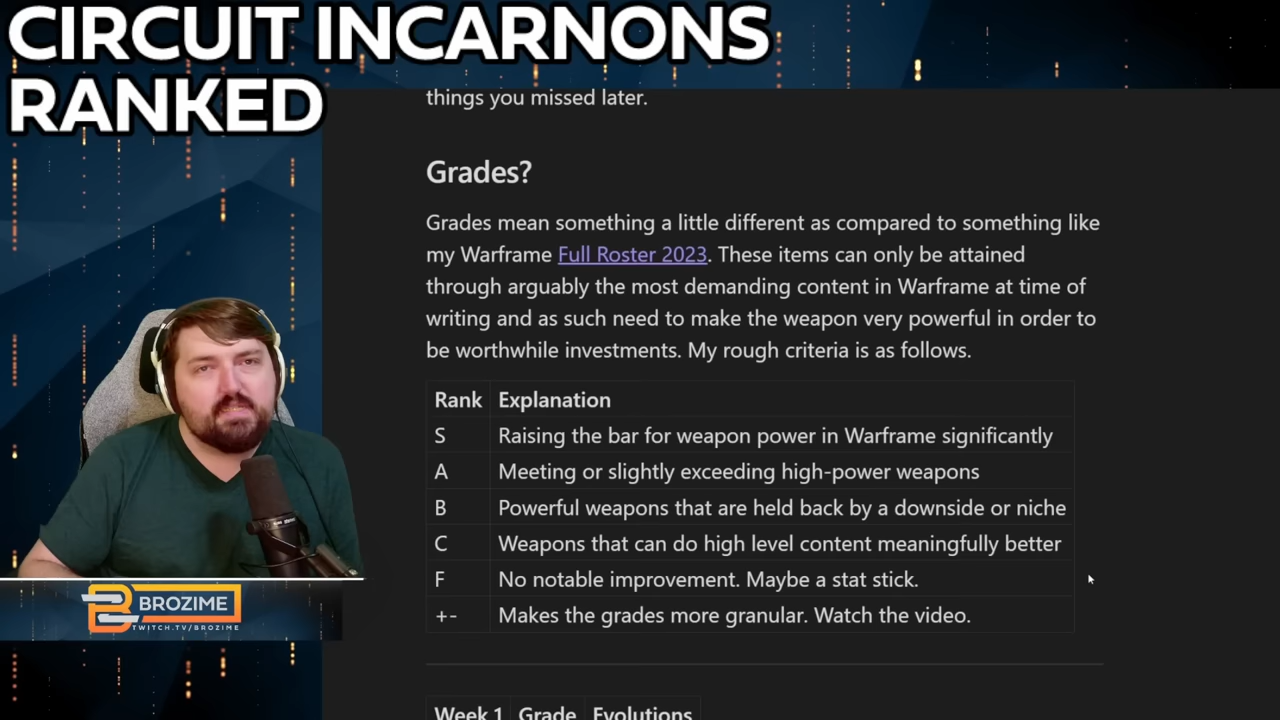 CIRCUIT INCARNONS
RANKED
things you missed later.
Grades?
Grades mean something a little different as compared to something like
my Warframe Full Roster 2023. These items can only be attained
through arguably the most demanding content in Warframe at time of
writing and as such need to make the weapon very powerful in order to
be worthwhile investments. My rough criteria is as follows.
Rank Explanation
S Raising the bar for weapon power in Warframe significantly
A Meeting or slightly exceeding high-power weapons
B Powerful weapons that are held back by a downside or niche
C Weapons that can do high level content meaningfully better
F No notable improvement. Maybe a stat stick.
+- Makes the grades more granular. Watch the video.
Week 1 Grade Evolutions
BROZIME
TWITCH.TV/BROZIME